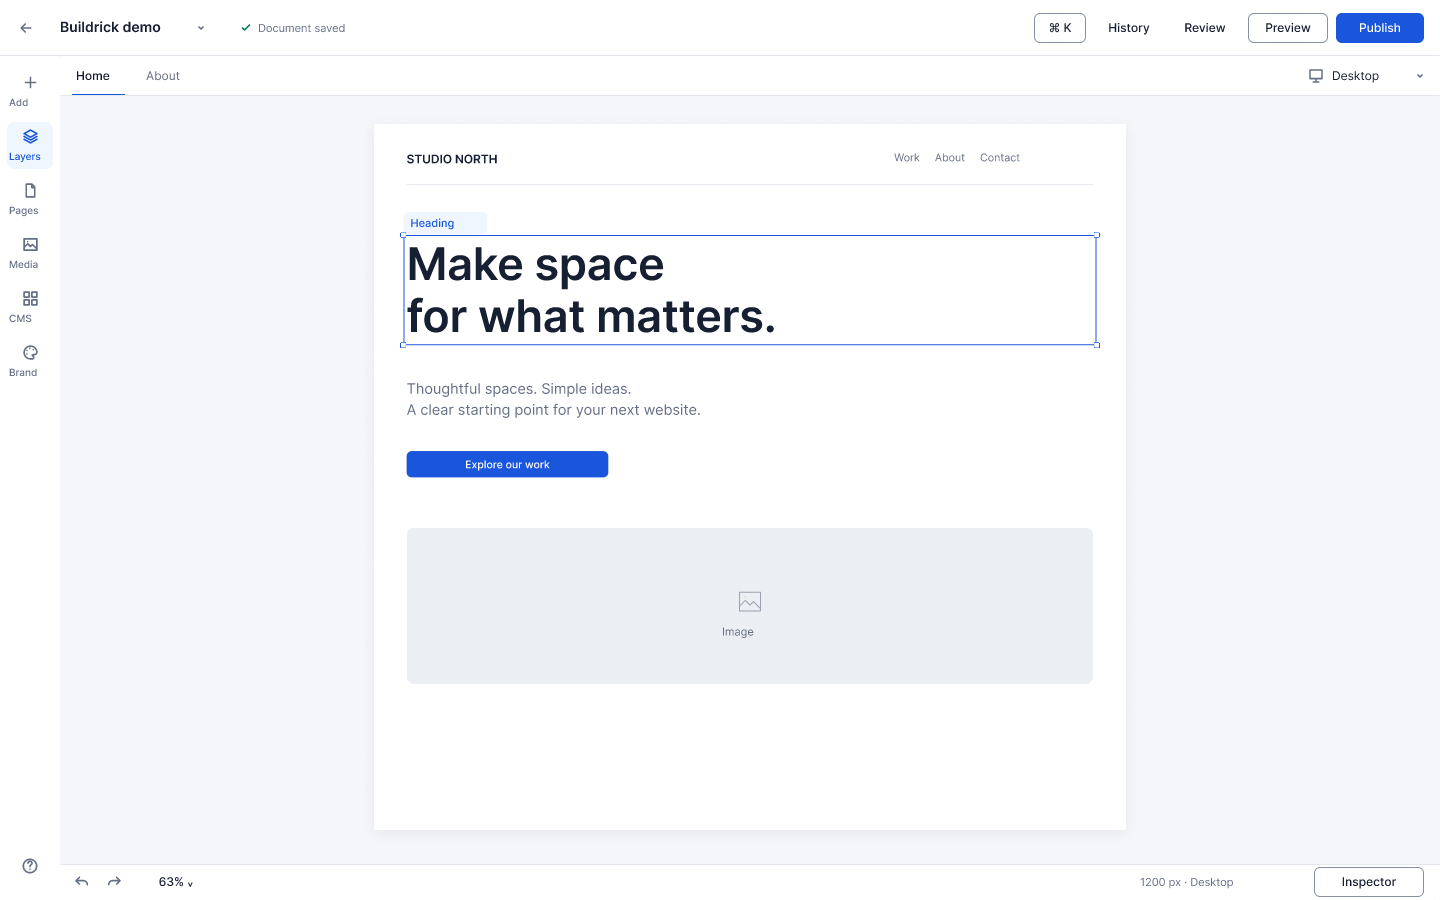 Buildrick demo
Document saved
⌘ K
History
Review
Preview
Publish
Home
About
Desktop
Add
Layers
Pages
Media
CMS
Brand
STUDIO NORTH
Work
About
Contact
Heading
Make space
for what matters.
Thoughtful spaces. Simple ideas.
A clear starting point for your next website.
Explore our work
Image
63%
1200 px · Desktop
Inspector